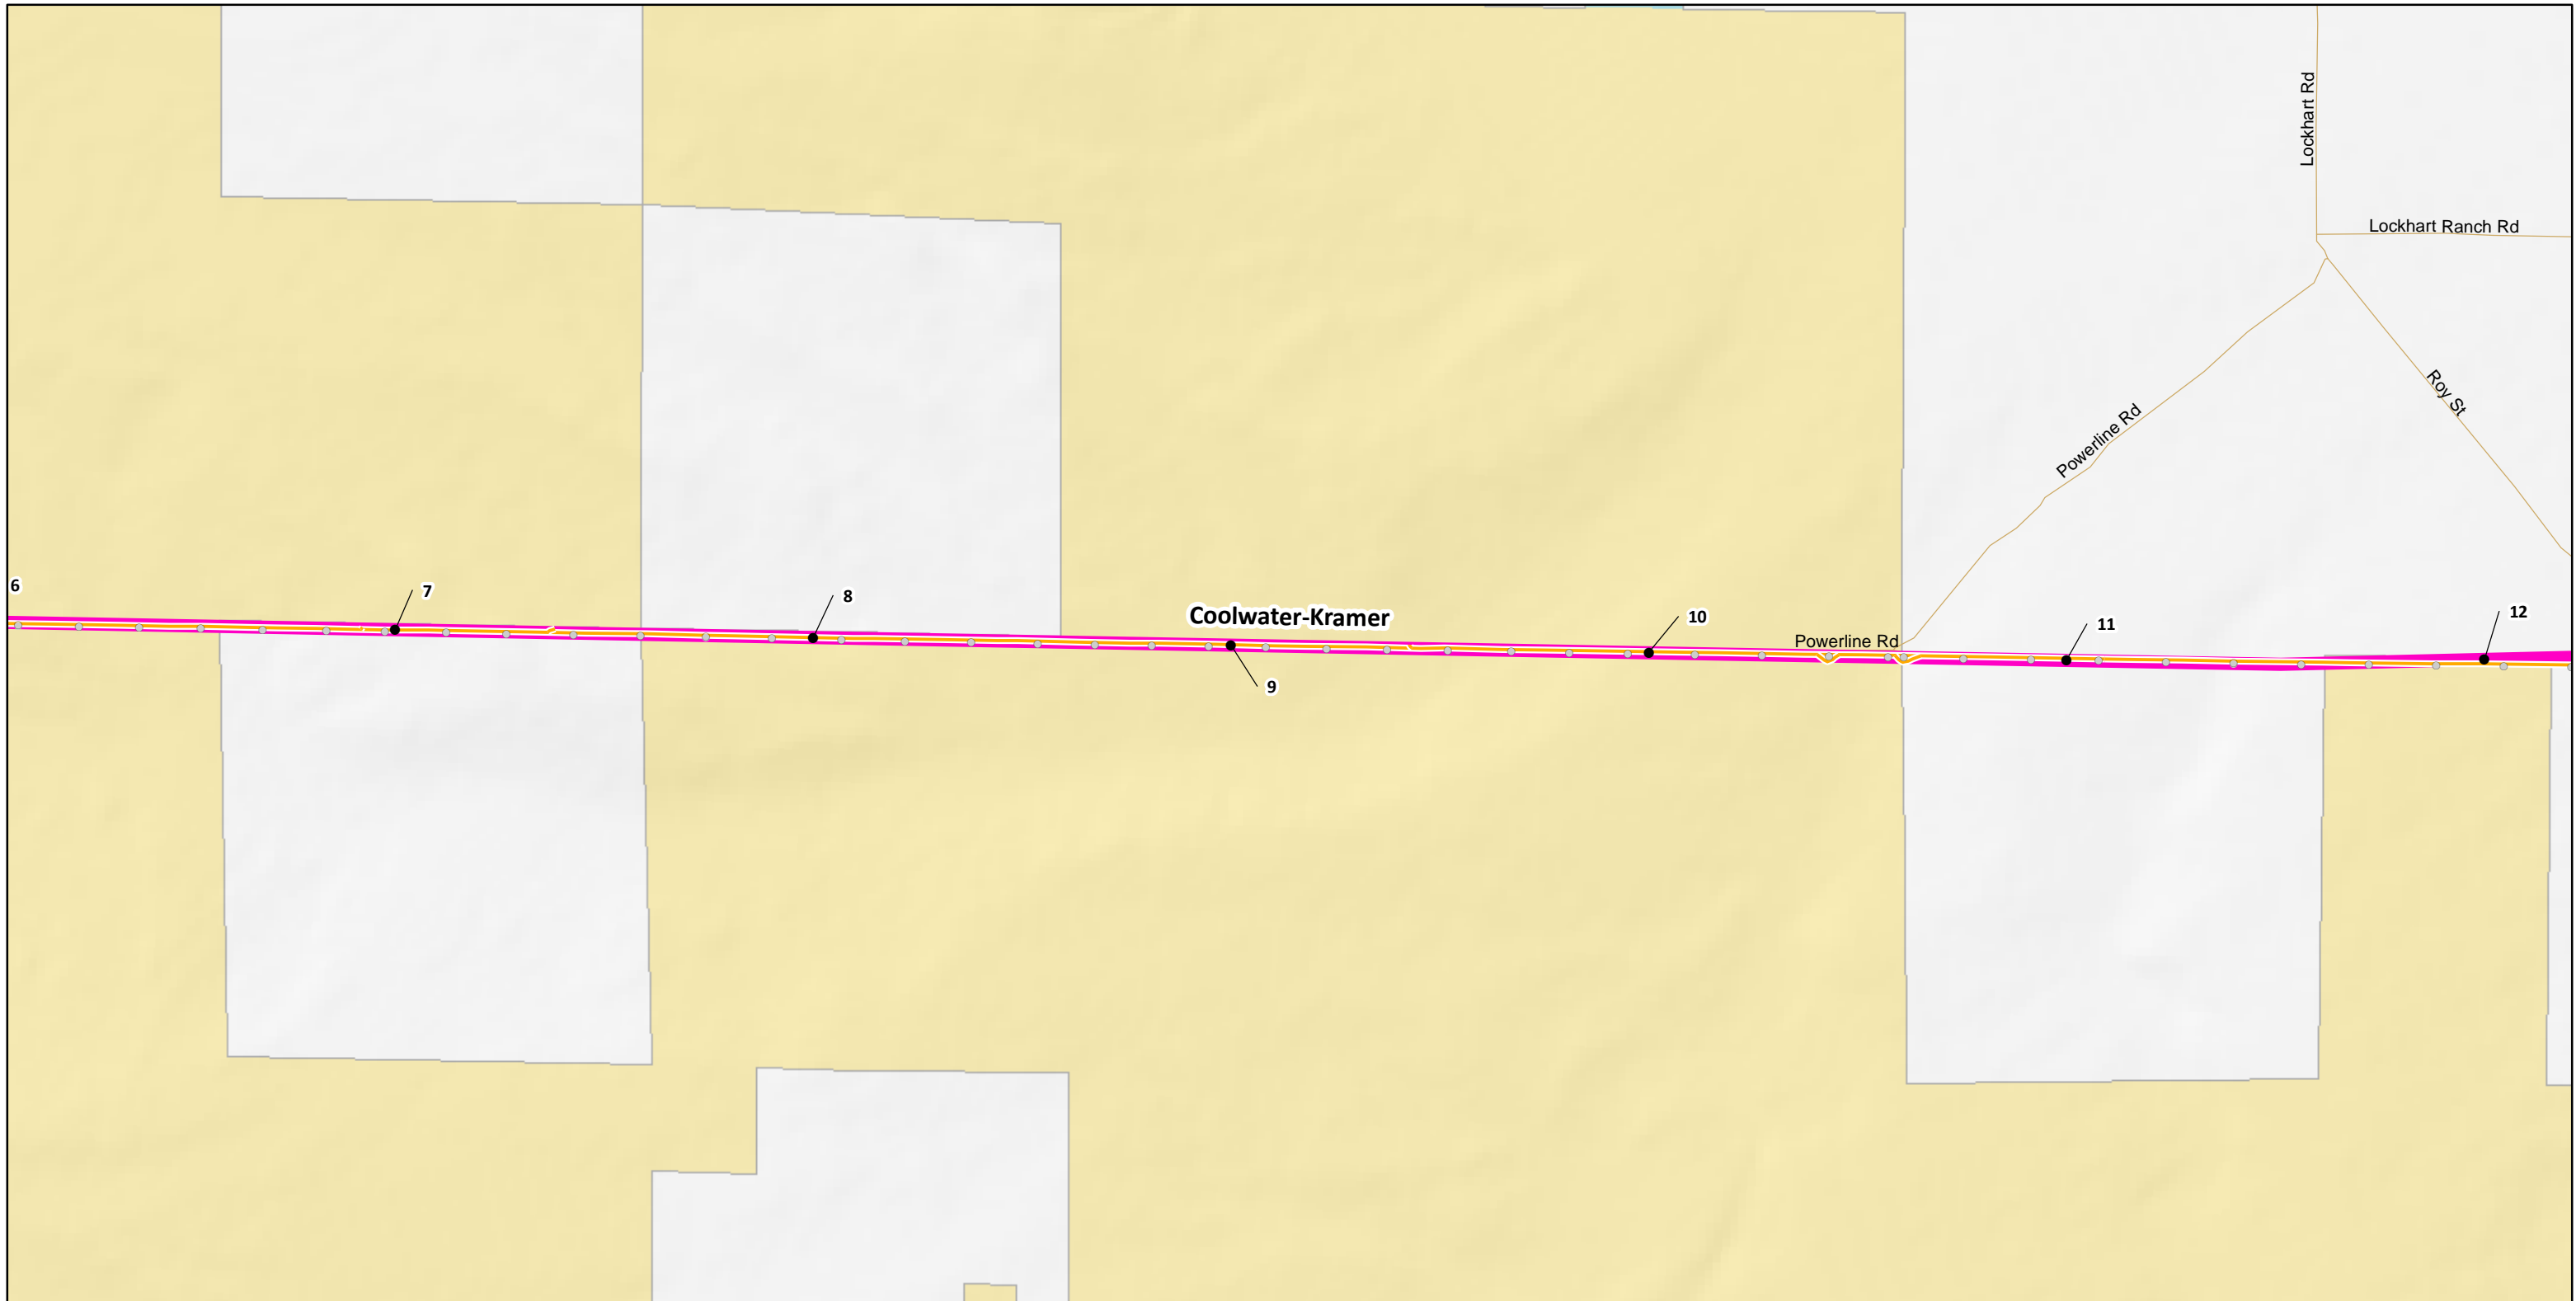 Lockhart Rd
Lockhart Ranch Rd
Roy St
Powerline Rd
6
7
8
Coolwater-Kramer
9
10
Powerline Rd
11
12